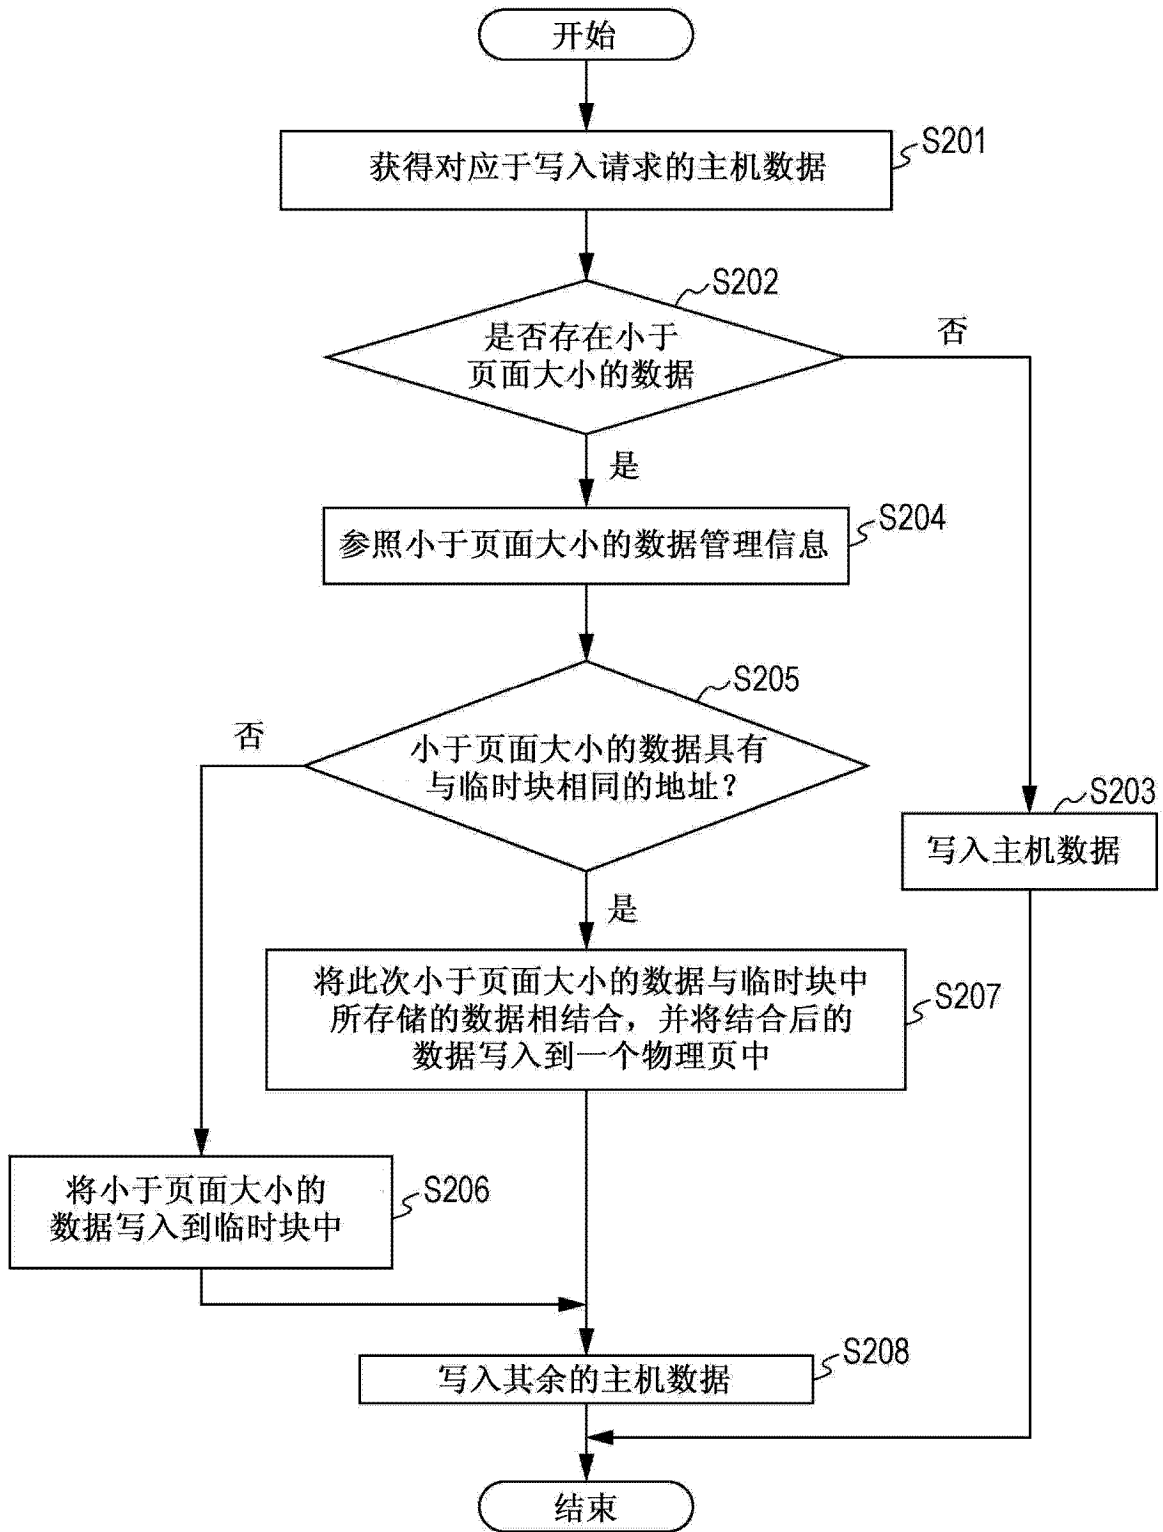 开始
S201
获得对应于写入请求的主机数据
S202
是否存在小于
页面大小的数据
否
是
S204
参照小于页面大小的数据管理信息
S205
否
小于页面大小的数据具有
与临时块相同的地址？
S203
写入主机数据
是
将此次小于页面大小的数据与临时块中
所存储的数据相结合，并将结合后的
数据写入到一个物理页中
S207
将小于页面大小的
数据写入到临时块中
S206
S208
写入其余的主机数据
结束